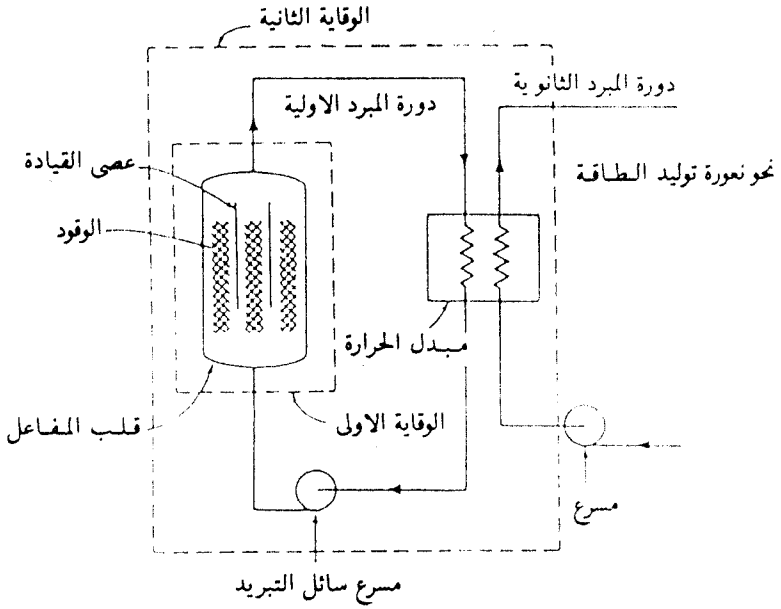 الوقاية الثانية
دورة المبرد الثانوية
دورة المبرد الاولية
عصى القيادة
نحو نعورة توليد الطاقة
الوقود
مبدل الحرارة
قلب المفاعل
الوقاية الاولى
مسرع
مسرع سائل التبريد